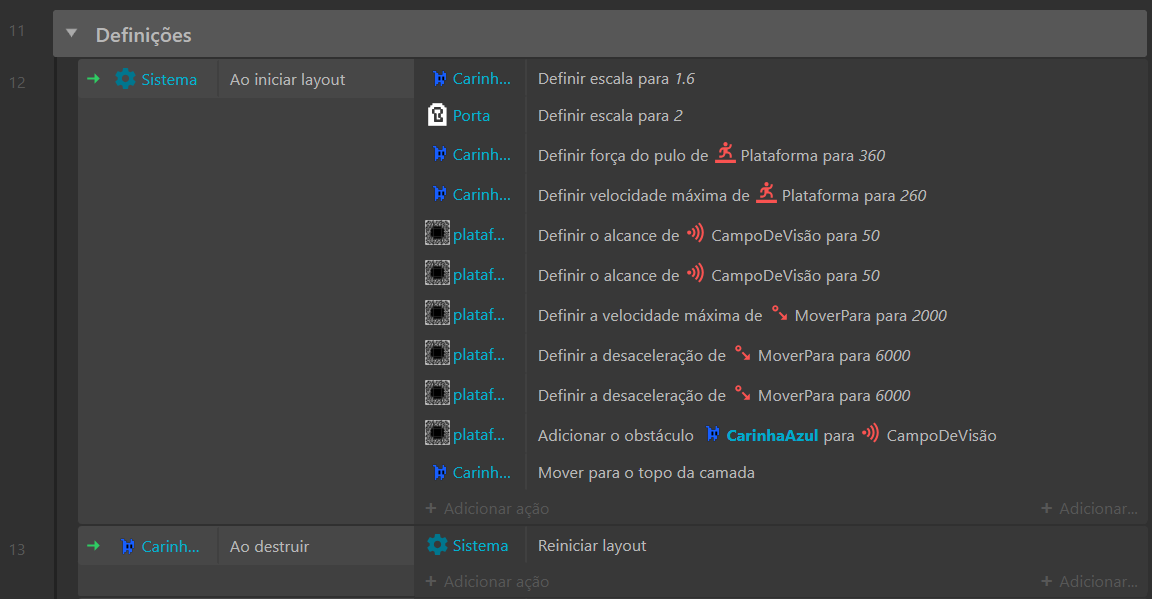 11 Definições
12 Sistema Ao iniciar layout Carinh... Definir escala para 1.6
Porta Definir escala para 2
Carinh... Definir força do pulo de Plataforma para 360
Carinh... Definir velocidade máxima de Plataforma para 260
plataf... Definir o alcance de CampoDeVisão para 50
plataf... Definir o alcance de CampoDeVisão para 50
plataf... Definir a velocidade máxima de MoverPara para 2000
plataf... Definir a desaceleração de MoverPara para 6000
plataf... Definir a desaceleração de MoverPara para 6000
plataf... Adicionar o obstáculo CarinhaAzul para CampoDeVisão
Carinh... Mover para o topo da camada
+ Adicionar ação + Adicionar...
13 Carinh... Ao destruir Sistema Reiniciar layout
+ Adicionar ação + Adicionar...